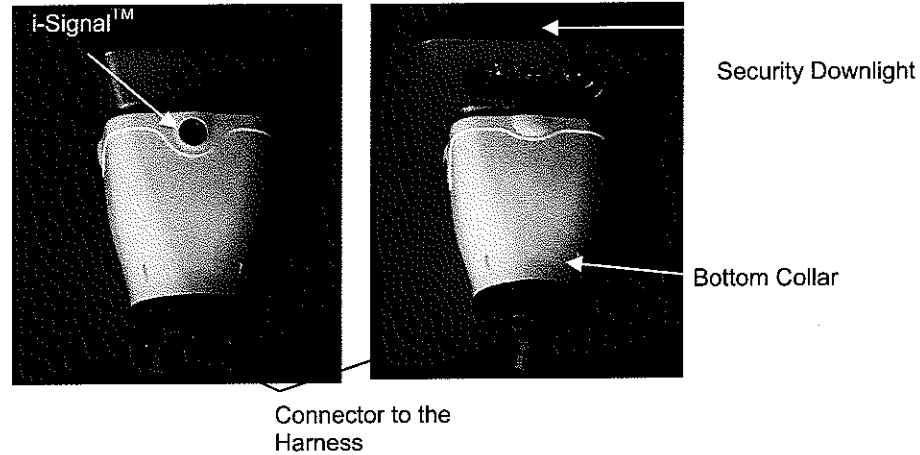 i-Signal™
Security Downlight
Bottom Collar
Connector to the
Harness